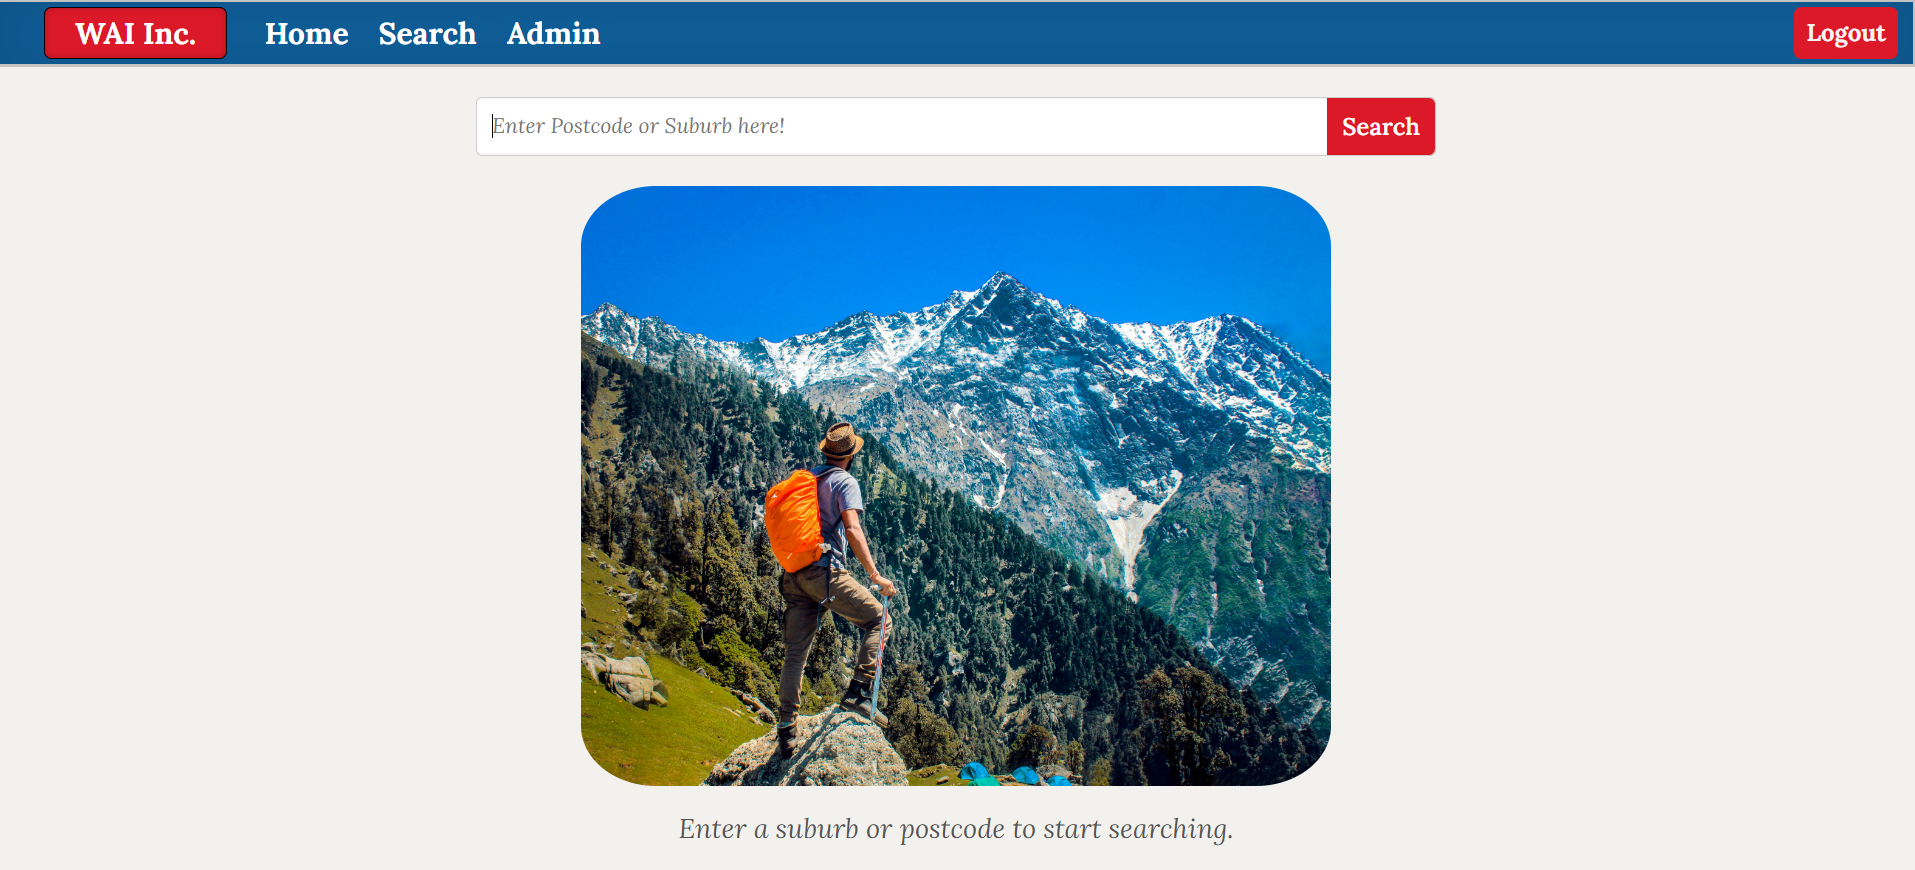 WAI Inc. Home Search Admin Logout
Enter Postcode or Suburb here! Search
Enter a suburb or postcode to start searching.